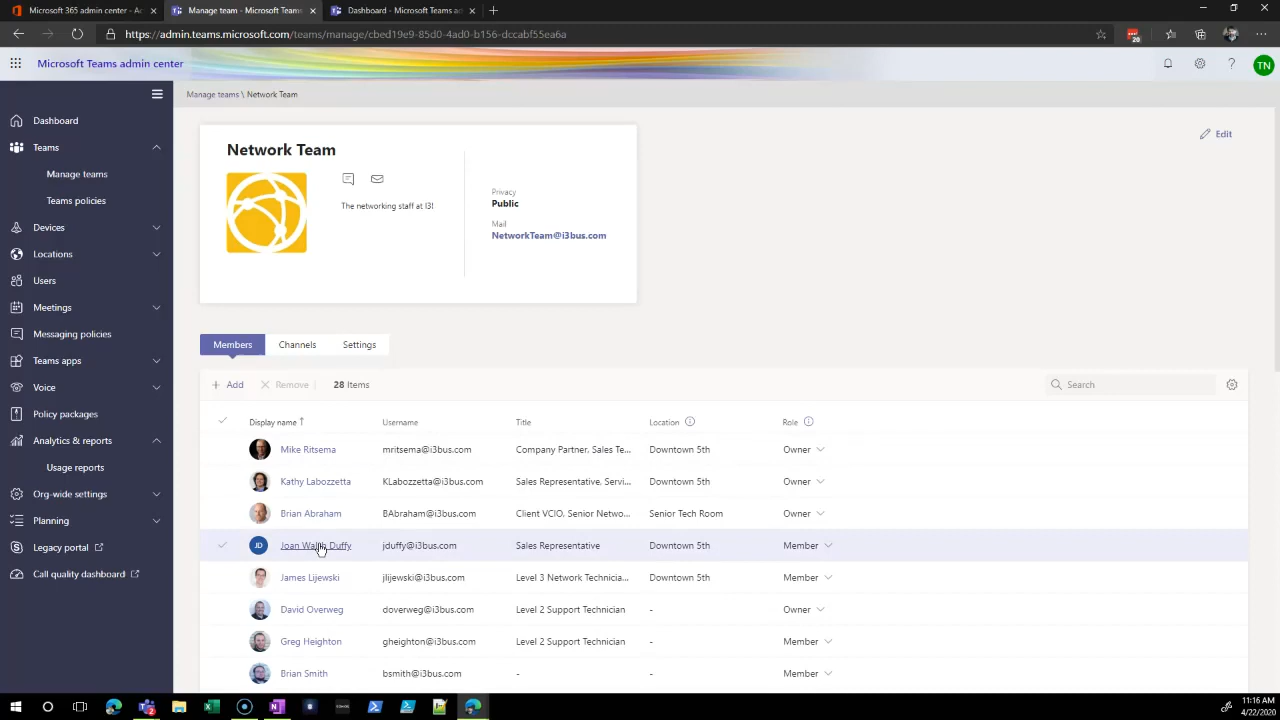 Microsoft 365 admin center - Ac
Manage team - Microsoft Teams
Dashboard - Microsoft Teams ad
https://admin.teams.microsoft.com/teams/manage/cbed19e9-85d0-4ad0-b156-dccabf55ea6a
20
Microsoft Teams admin center
TN
Manage teams \ Network Team
Dashboard
Teams
Manage teams
Teams policies
Devices
Locations
Users
Meetings
Messaging policies
Teams apps
Voice
Policy packages
Analytics & reports
Usage reports
Org-wide settings
Planning
Legacy portal
Call quality dashboard
Edit
Network Team
The networking staff at I3!
Privacy
Public
Mail
NetworkTeam@i3bus.com
Members Channels Settings
Add Remove 28 Items Search
Display name Username Title Location Role
Mike Ritsema mritsema@i3bus.com Company Partner, Sales Te... Downtown 5th Owner
Kathy Labozzetta KLabozzetta@i3bus.com Sales Representative, Servi... Downtown 5th Owner
Brian Abraham BAbraham@i3bus.com Client VCIO, Senior Netwo... Senior Tech Room Owner
JD Joan Walsh Duffy jduffy@i3bus.com Sales Representative Downtown 5th Member
James Lijewski jlijewski@i3bus.com Level 3 Network Technicia... Downtown 5th Member
David Overweg doverweg@i3bus.com Level 2 Support Technician - Owner
Greg Heighton gheighton@i3bus.com Level 2 Support Technician - Member
Brian Smith bsmith@i3bus.com - - Member
11:16 AM
4/22/2020